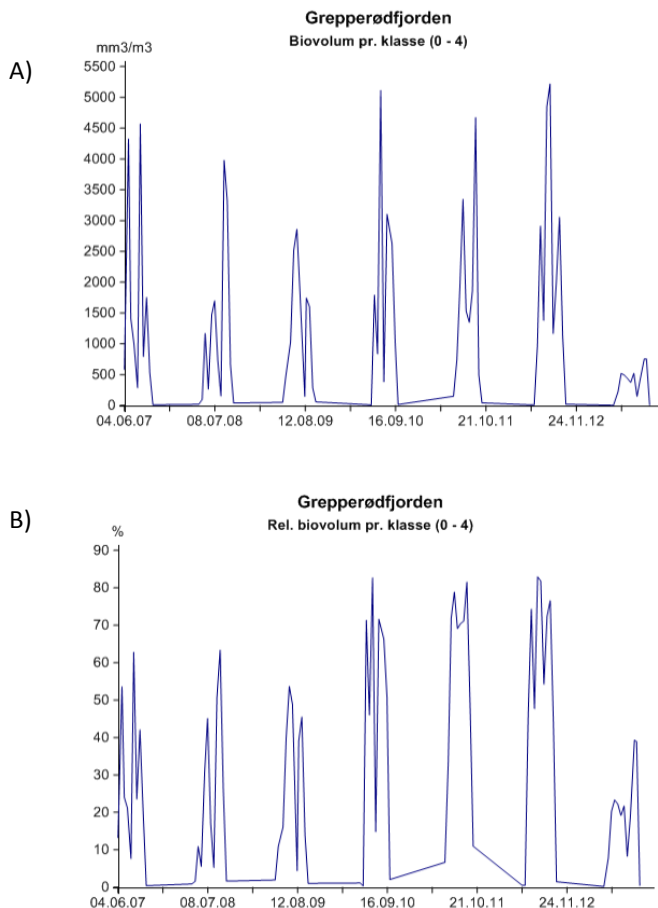 A)
Grepperødfjorden
Biovolum pr. klasse (0 - 4)
mm3/m3
5500
5000
4500
4000
3500
3000
2500
2000
1500
1000
500
0
04.06.07 08.07.08 12.08.09 16.09.10 21.10.11 24.11.12
B)
Grepperødfjorden
Rel. biovolum pr. klasse (0 - 4)
%
90
80
70
60
50
40
30
20
10
0
04.06.07 08.07.08 12.08.09 16.09.10 21.10.11 24.11.12